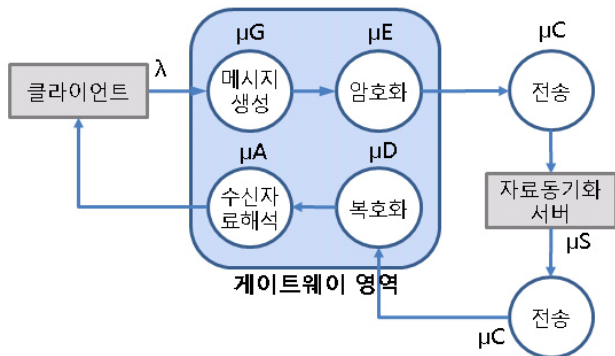 μG
μE
μC
클라이언트
λ
메시지
생성
암호화
전송
μA
μD
수신자
료해석
복호화
자료동기화
서버
μS
게이트웨이 영역
μC
전송